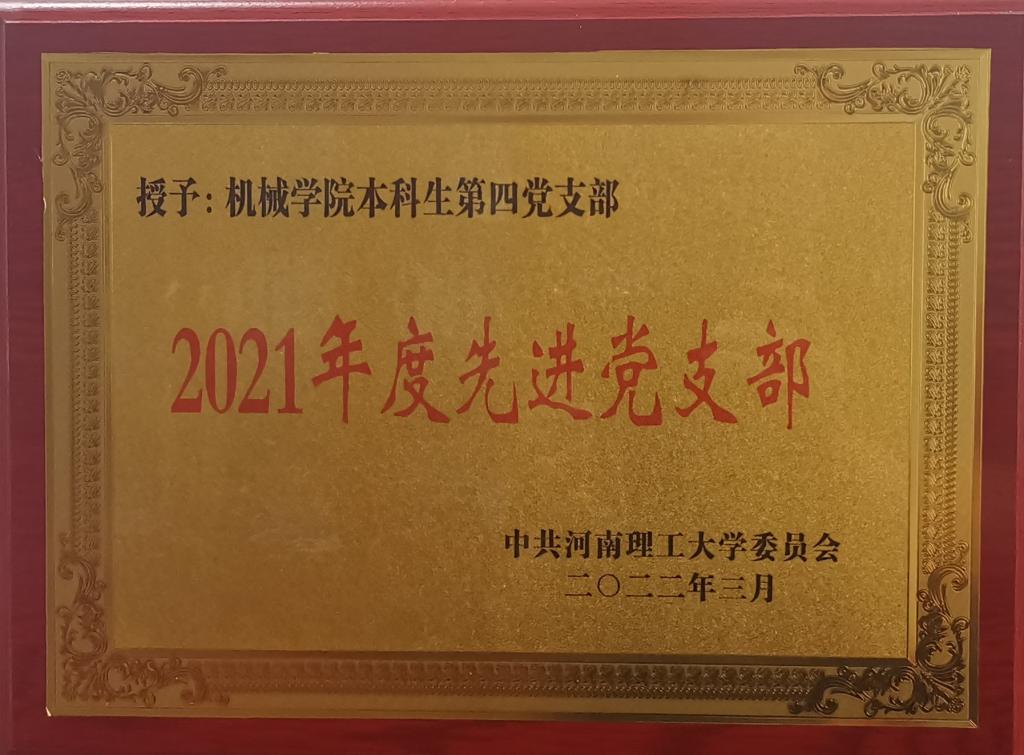 授予：机械学院本科生第四党支部
2021年度先进党支部
中共河南理工大学委员会
二〇二二年三月